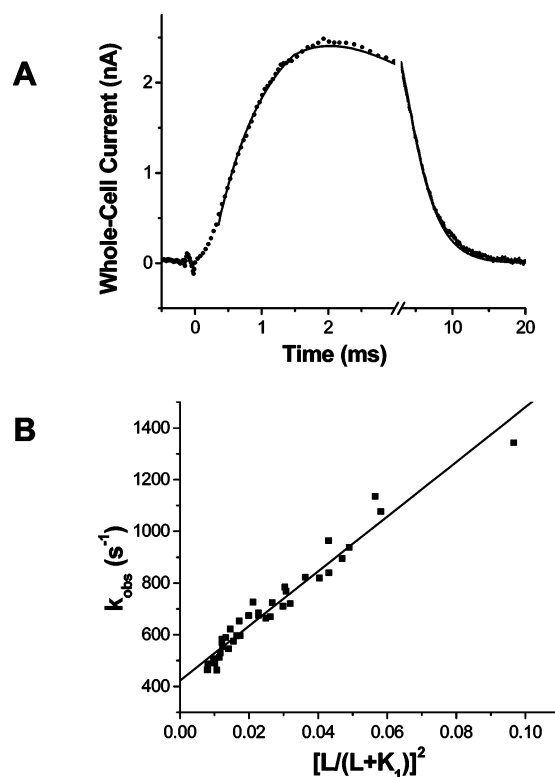 A
Whole-Cell Current (nA)
2
1
0
0 1 2 10 20
Time (ms)
B
k_obs (s⁻¹)
1400
1200
1000
800
600
400
0.00 0.02 0.04 0.06 0.08 0.10
[L/(L+K₁)]²